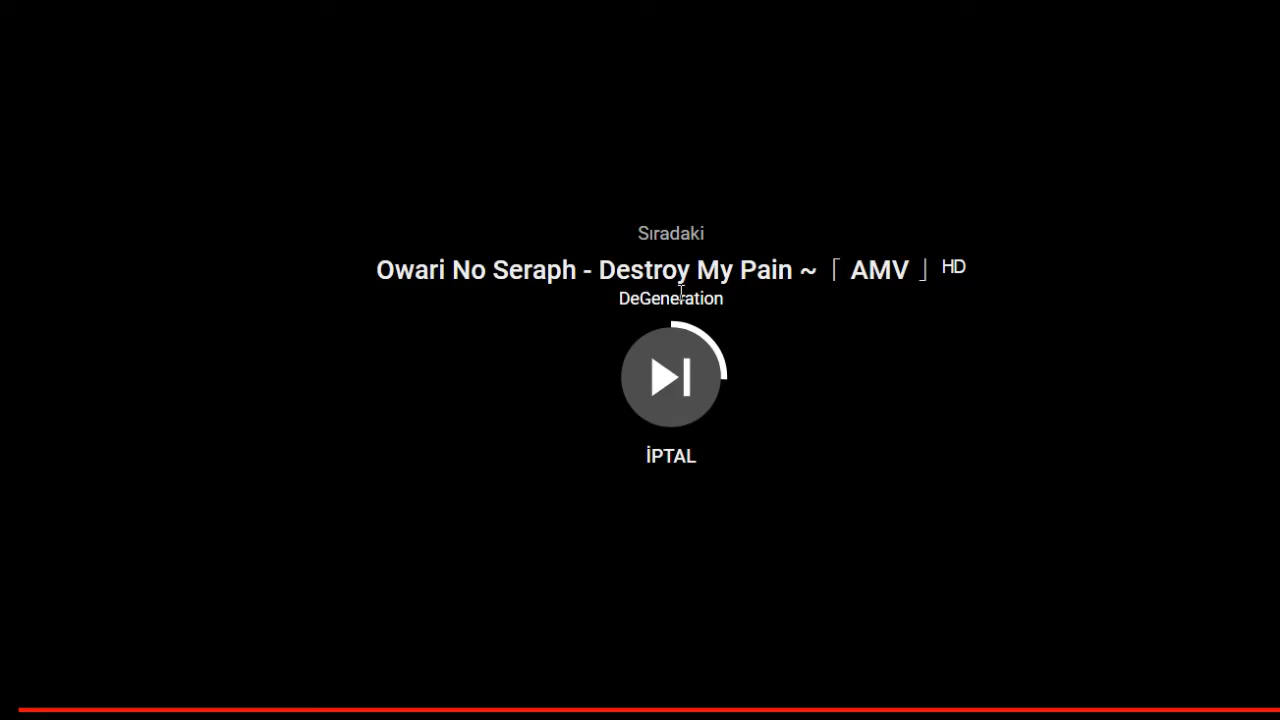 Sıradaki
Owari No Seraph - Destroy My Pain ~「 AMV 」ᴴᴰ
DeGeneration
İPTAL